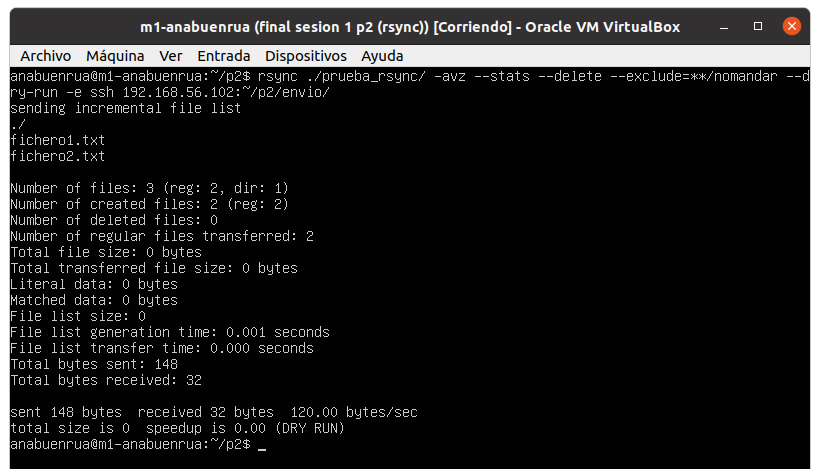 m1-anabuenrua (final sesion 1 p2 (rsync)) [Corriendo] - Oracle VM VirtualBox
Archivo Máquina Ver Entrada Dispositivos Ayuda
anabuenrua@m1-anabuenrua:~/p2$ rsync ./prueba_rsync/ -avz --stats --delete --exclude=**/nomandar --d
ry-run -e ssh 192.168.56.102:~/p2/envio/
sending incremental file list
./
fichero1.txt
fichero2.txt
Number of files: 3 (reg: 2, dir: 1)
Number of created files: 2 (reg: 2)
Number of deleted files: 0
Number of regular files transferred: 2
Total file size: 0 bytes
Total transferred file size: 0 bytes
Literal data: 0 bytes
Matched data: 0 bytes
File list size: 0
File list generation time: 0.001 seconds
File list transfer time: 0.000 seconds
Total bytes sent: 148
Total bytes received: 32
sent 148 bytes  received 32 bytes  120.00 bytes/sec
total size is 0  speedup is 0.00 (DRY RUN)
anabuenrua@m1-anabuenrua:~/p2$ _